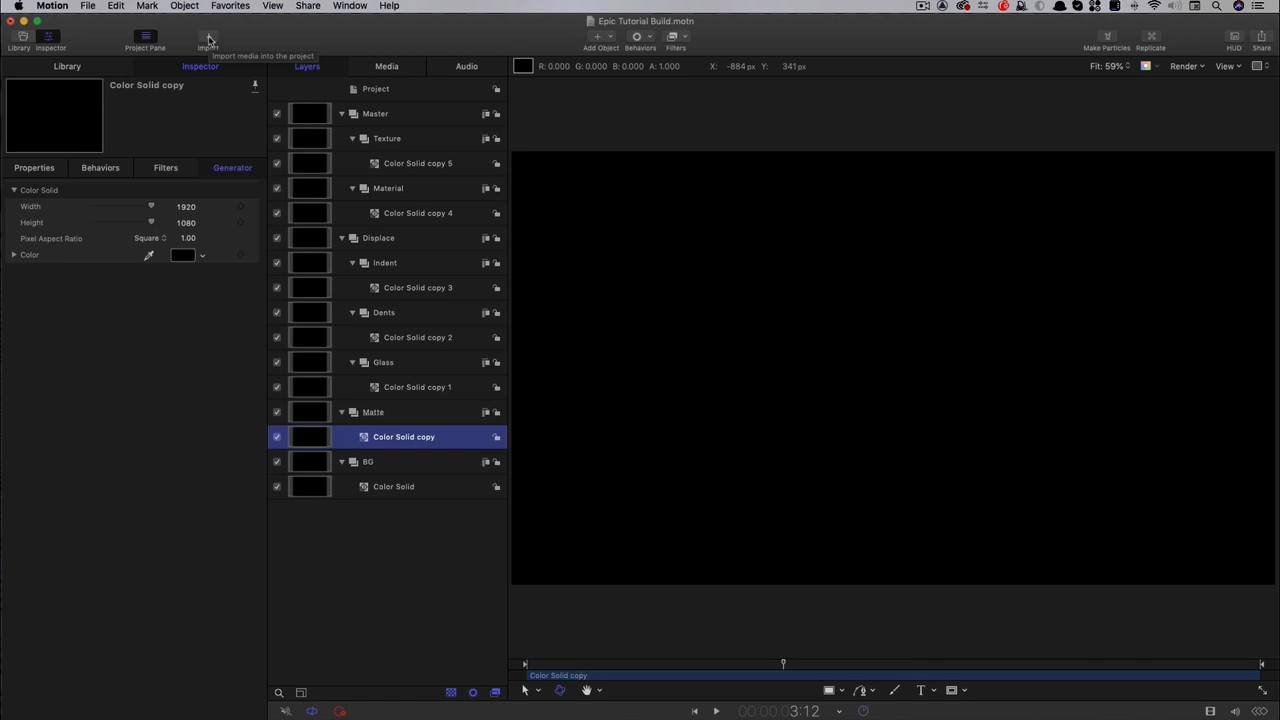 Motion File Edit Mark Object Favorites View Share Window Help
Epic Tutorial Build.motn
Library Inspector Project Pane Import Add Object Behaviors Filters Make Particles Replicate HUD Share
Import media into the project
Library Inspector Layers Media Audio R: 0.000 G: 0.000 B: 0.000 A: 1.000 X: -884 px Y: 341 px Fit: 59% Render View
Color Solid copy
Project
Master
Texture
Color Solid copy 5
Properties Behaviors Filters Generator
Color Solid
Material
Width 1920
Color Solid copy 4
Height 1080
Pixel Aspect Ratio Square 1.00
Displace
Color
Indent
Color Solid copy 3
Dents
Color Solid copy 2
Glass
Color Solid copy 1
Matte
Color Solid copy
BG
Color Solid
Color Solid copy
T
00:00:00:03:12